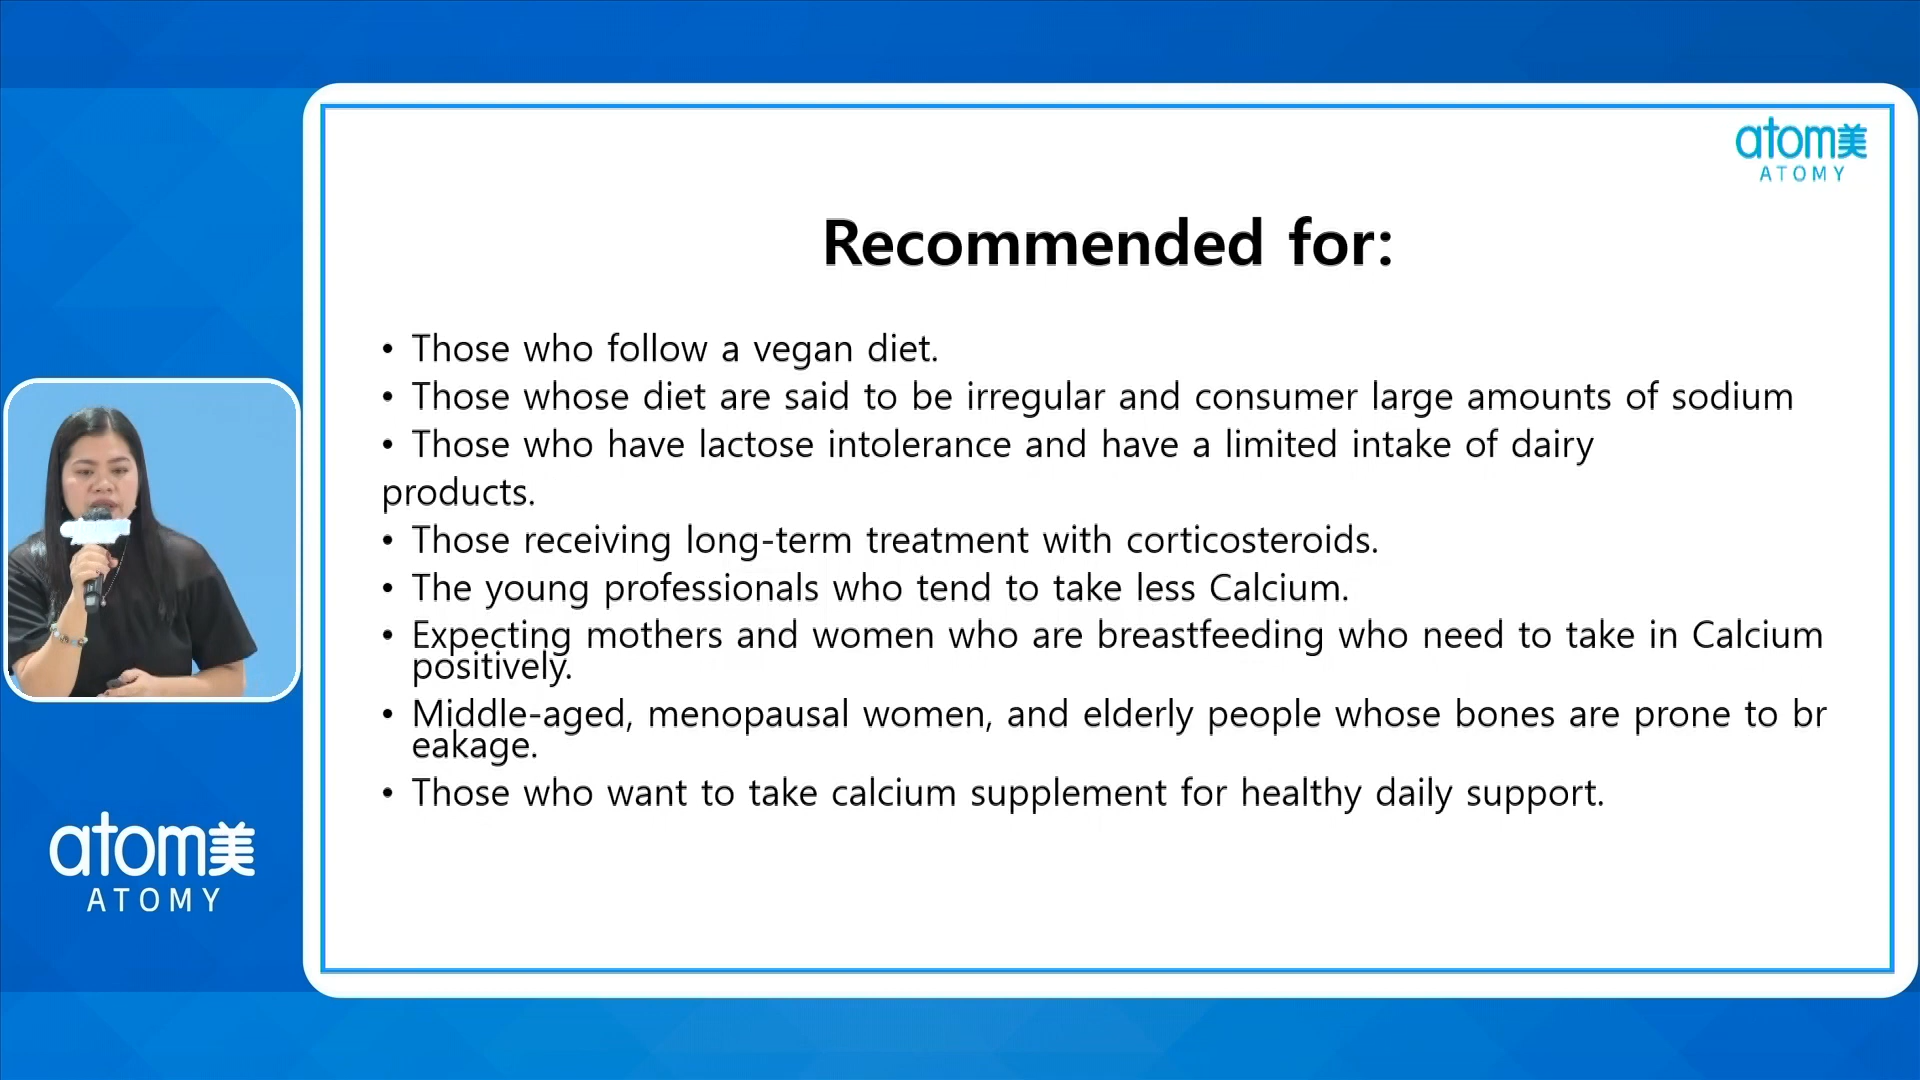 atom美
ATOMY
Recommended for:
• Those who follow a vegan diet.
• Those whose diet are said to be irregular and consumer large amounts of sodium
• Those who have lactose intolerance and have a limited intake of dairy
products.
• Those receiving long-term treatment with corticosteroids.
• The young professionals who tend to take less Calcium.
• Expecting mothers and women who are breastfeeding who need to take in Calcium
positively.
• Middle-aged, menopausal women, and elderly people whose bones are prone to br
eakage.
• Those who want to take calcium supplement for healthy daily support.
atom美
ATOMY